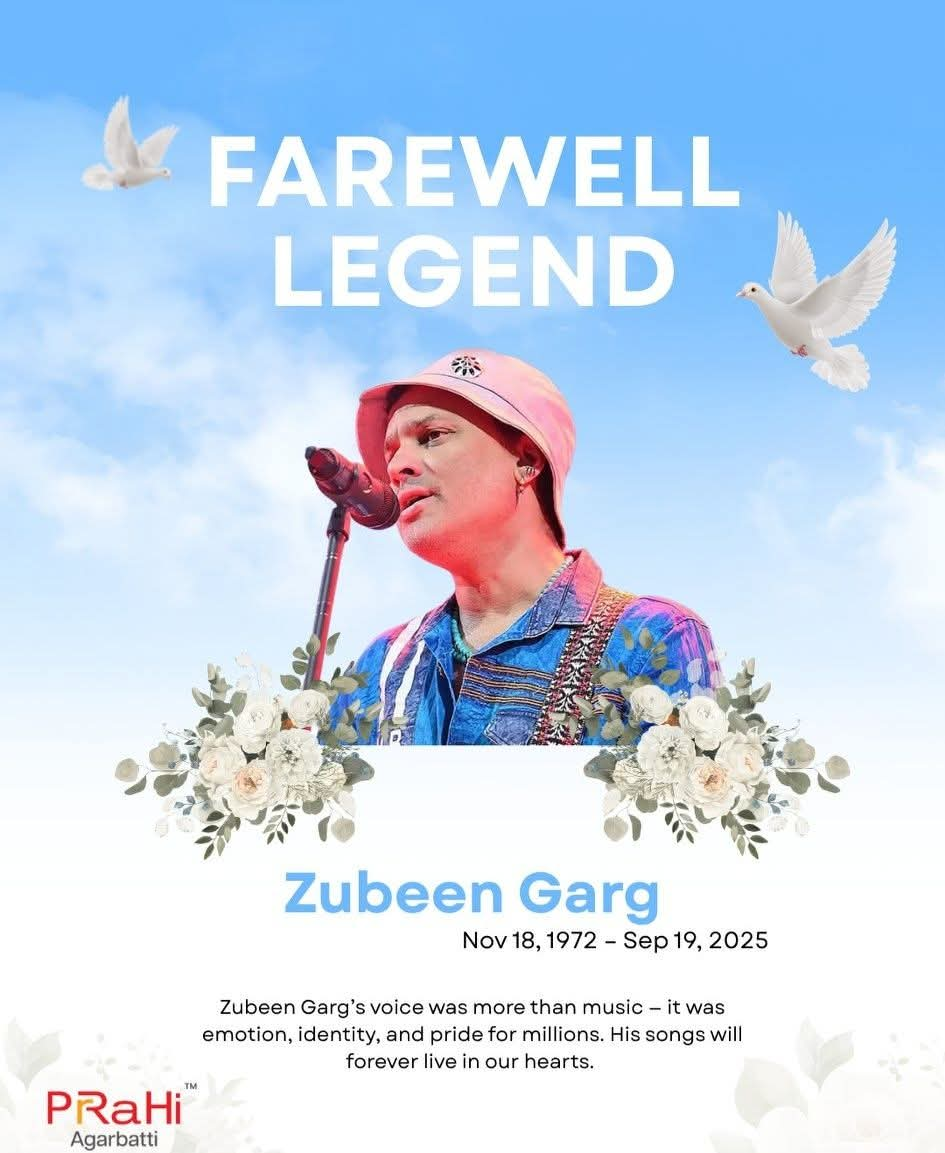 FAREWELL
LEGEND
Zubeen Garg
Nov 18, 1972 – Sep 19, 2025
Zubeen Garg's voice was more than music – it was
emotion, identity, and pride for millions. His songs will
forever live in our hearts.
PRaHi™
Agarbatti